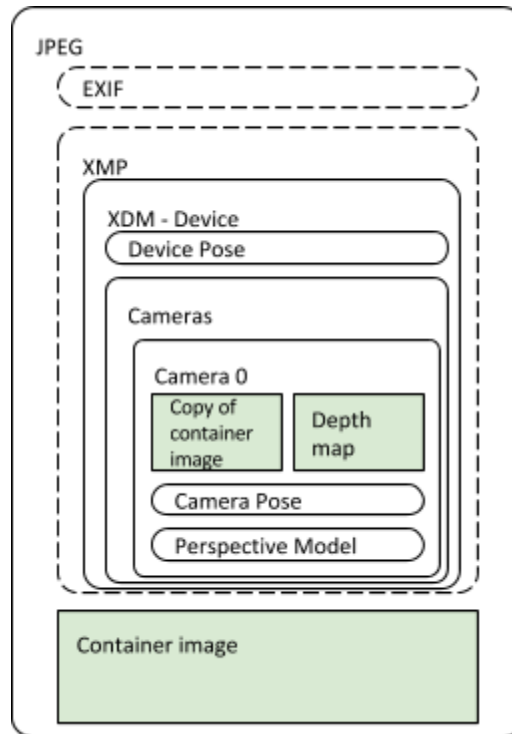 JPEG
EXIF
XMP
XDM - Device
Device Pose
Cameras
Camera 0
Copy of
container
image
Depth
map
Camera Pose
Perspective Model
Container image